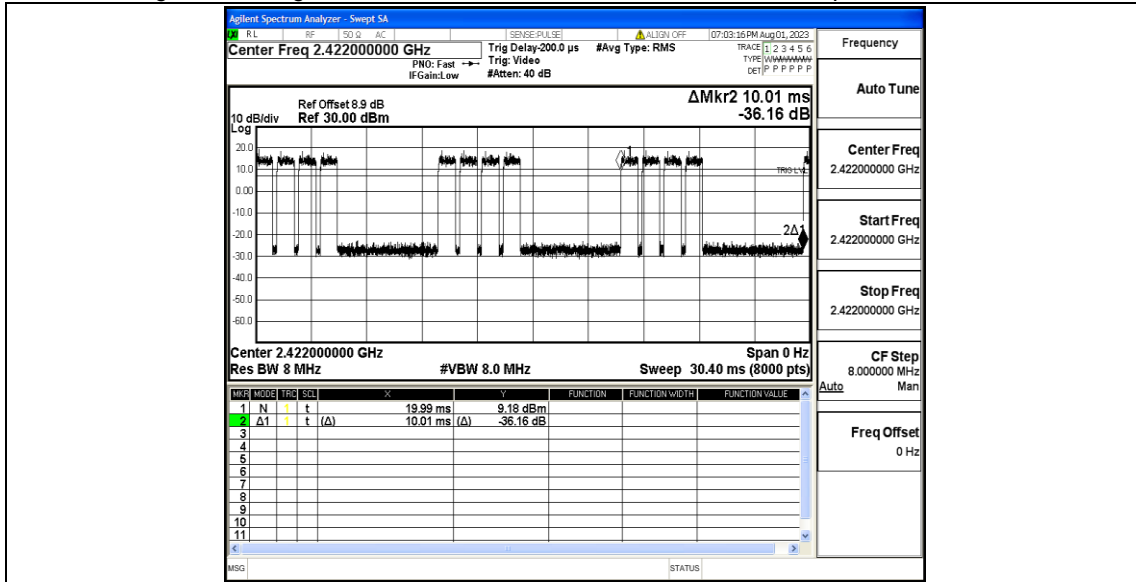 Agilent Spectrum Analyzer - Swept SA
RL RF 50 Ω AC SENSE:PULSE ALIGN OFF 07:03:16 PM Aug 01, 2023
Center Freq 2.422000000 GHz
PNO: Fast
IFGain:Low
Trig Delay-200.0 µs
Trig: Video
#Atten: 40 dB
#Avg Type: RMS
TRACE 1 2 3 4 5 6
TYPE
DET P P P P P P
Ref Offset 8.9 dB
Ref 30.00 dBm
10 dB/div
Log
ΔMkr2 10.01 ms
-36.16 dB
20.0
10.0
0.00
-10.0
-20.0
-30.0
-40.0
-50.0
-60.0
1
TRIG LVL
2Δ1
Center 2.422000000 GHz
Span 0 Hz
Res BW 8 MHz
#VBW 8.0 MHz
Sweep 30.40 ms (8000 pts)
MKR MODE TRC SCL X Y FUNCTION FUNCTION WIDTH FUNCTION VALUE
1 N 1 t 19.99 ms 9.18 dBm
2 Δ1 1 t (Δ) 10.01 ms (Δ) -36.16 dB
3
4
5
6
7
8
9
10
11
MSG
STATUS
Frequency
Auto Tune
Center Freq
2.422000000 GHz
Start Freq
2.422000000 GHz
Stop Freq
2.422000000 GHz
CF Step
8.000000 MHz
Auto Man
Freq Offset
0 Hz